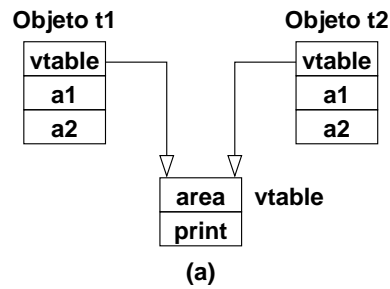 Objeto t1
Objeto t2
vtable
vtable
a1
a1
a2
a2
area vtable
print
(a)